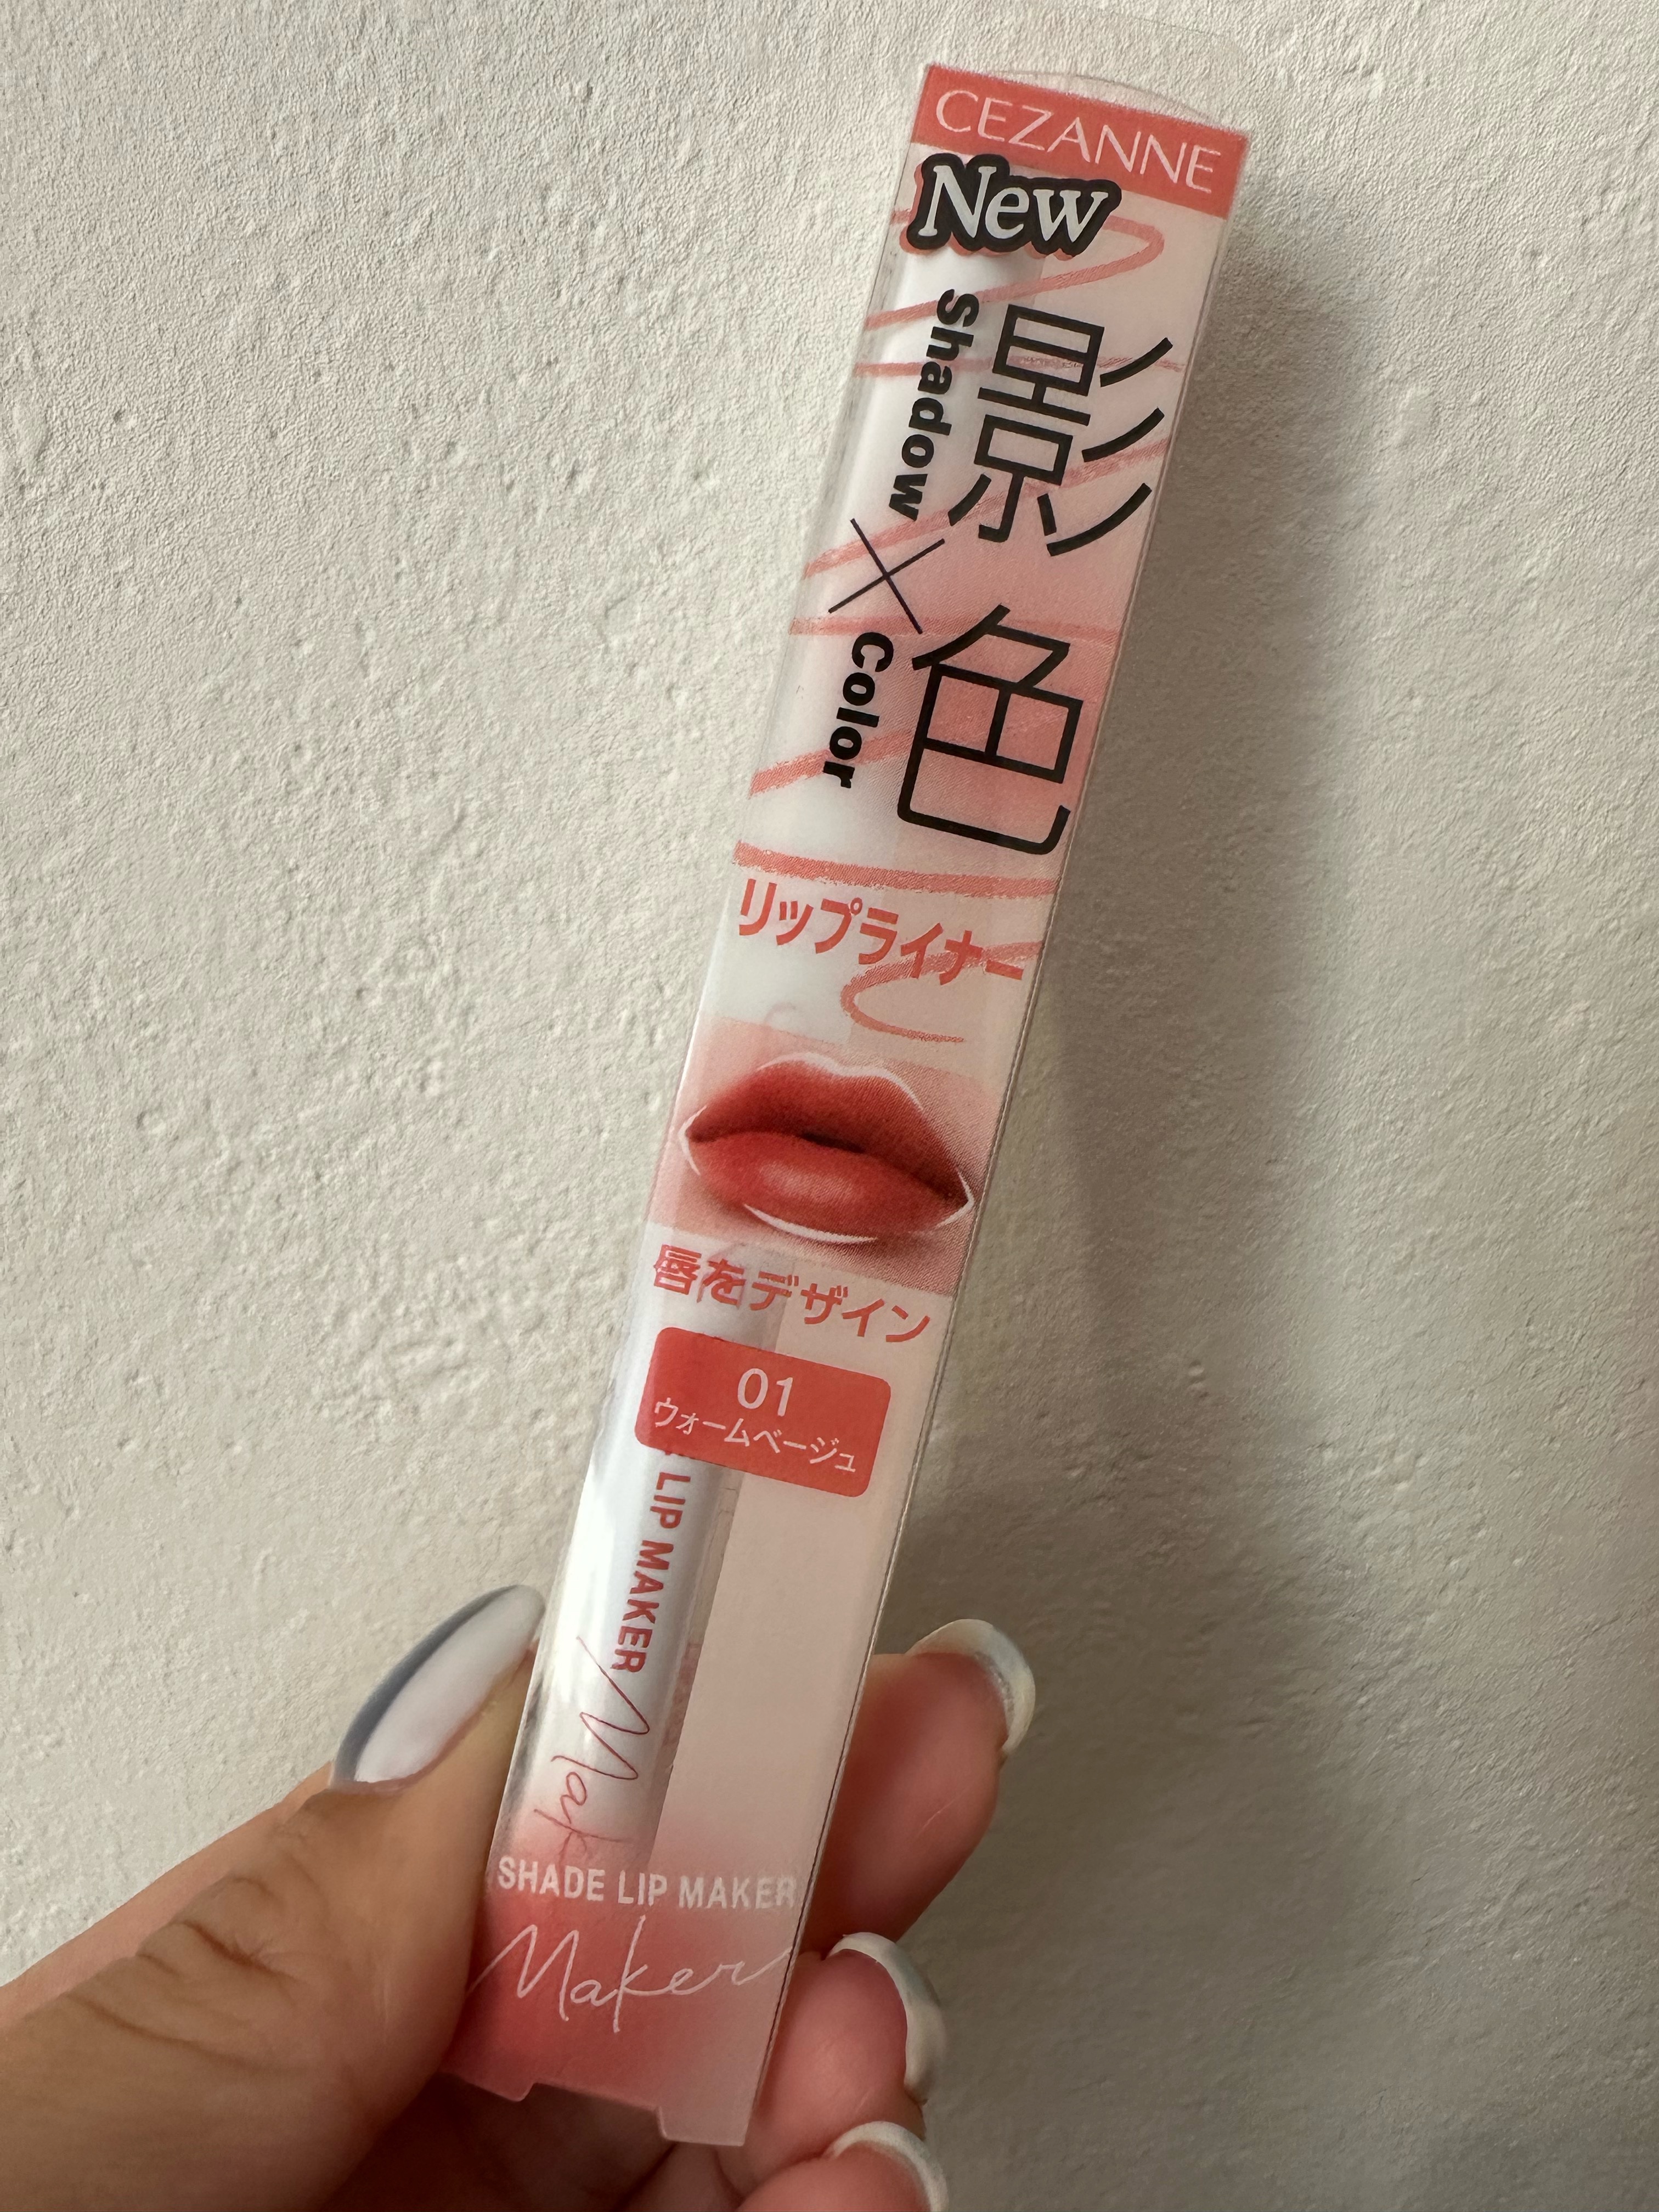 CEZANNE
New
影
Shadow
×
色
Color
リップライナー
唇をデザイン
01
ウォームベージュ
LIP MAKER
Mak
SHADE LIP MAKER
Maker